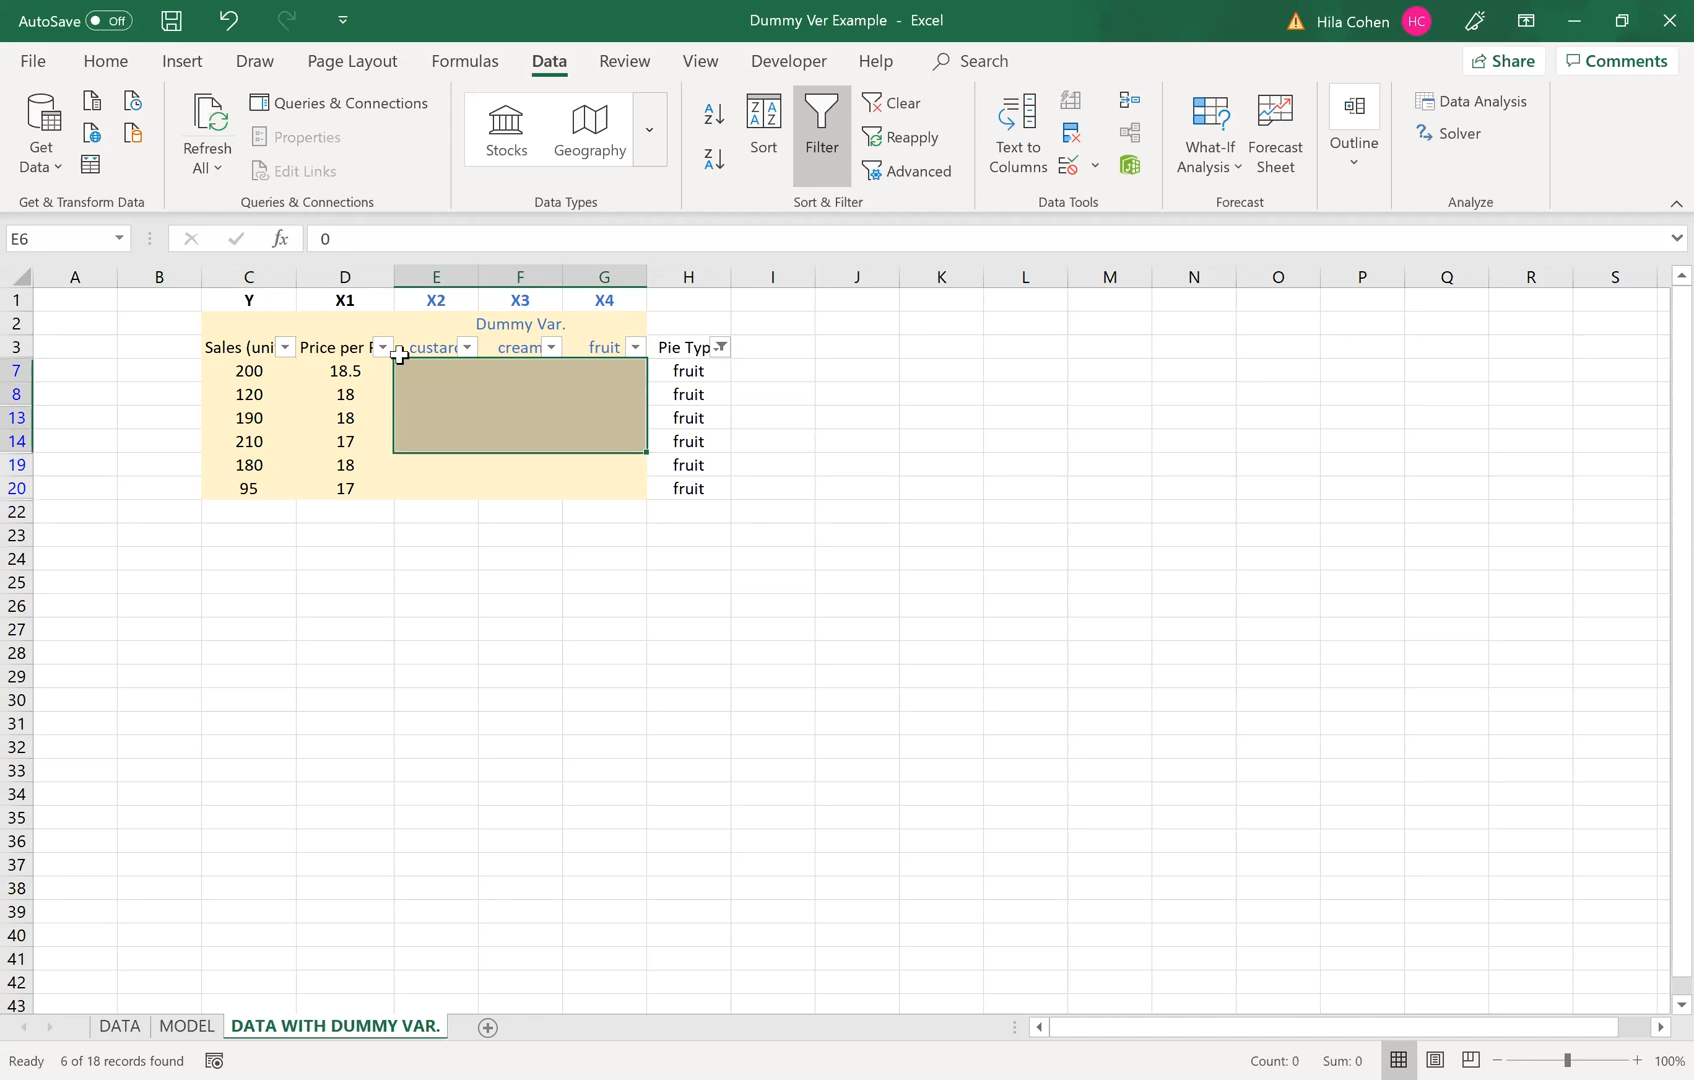 AutoSave Off
Dummy Ver Example - Excel
Hila Cohen HC
File Home Insert Draw Page Layout Formulas Data Review View Developer Help Search
Share Comments
Get Data
Refresh All
Queries & Connections
Properties
Edit Links
Stocks Geography
Sort Filter
Clear
Reapply
Advanced
Text to Columns
What-If Analysis
Forecast Sheet
Outline
Data Analysis
Solver
Get & Transform Data Queries & Connections Data Types Sort & Filter Data Tools Forecast Analyze
E6 fx 0
A B C D E F G H I J K L M N O P Q R S
1 Y X1 X2 X3 X4
2 Dummy Var.
3 Sales (uni Price per P custard cream fruit Pie Typ
7 200 18.5 fruit
8 120 18 fruit
13 190 18 fruit
14 210 17 fruit
19 180 18 fruit
20 95 17 fruit
22
23
24
25
26
27
28
29
30
31
32
33
34
35
36
37
38
39
40
41
42
43
DATA MODEL DATA WITH DUMMY VAR.
Ready 6 of 18 records found Count: 0 Sum: 0 100%